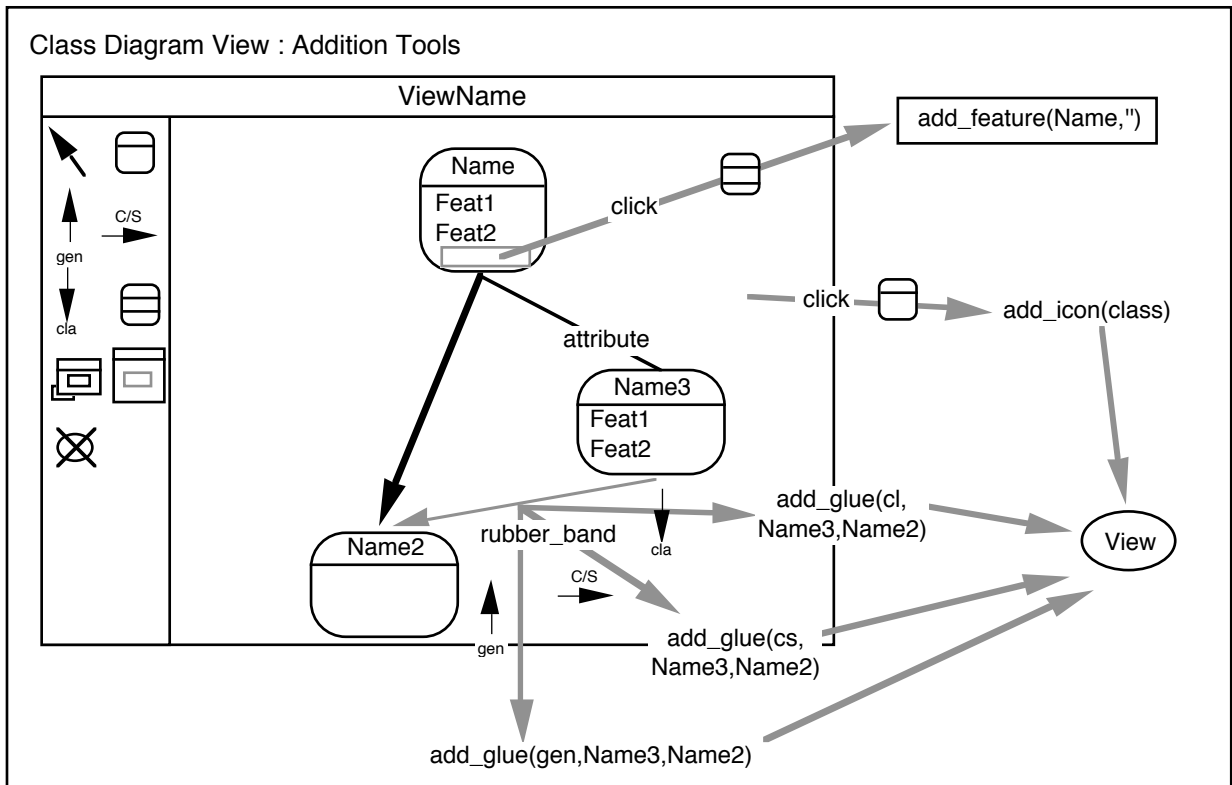 Class Diagram View : Addition Tools
ViewName
add_feature(Name,'')
Name
Feat1
Feat2
click
C/S
gen
cla
click
add_icon(class)
attribute
Name3
Feat1
Feat2
add_glue(cl,
Name3,Name2)
rubber_band
cla
Name2
View
C/S
gen
add_glue(cs,
Name3,Name2)
add_glue(gen,Name3,Name2)